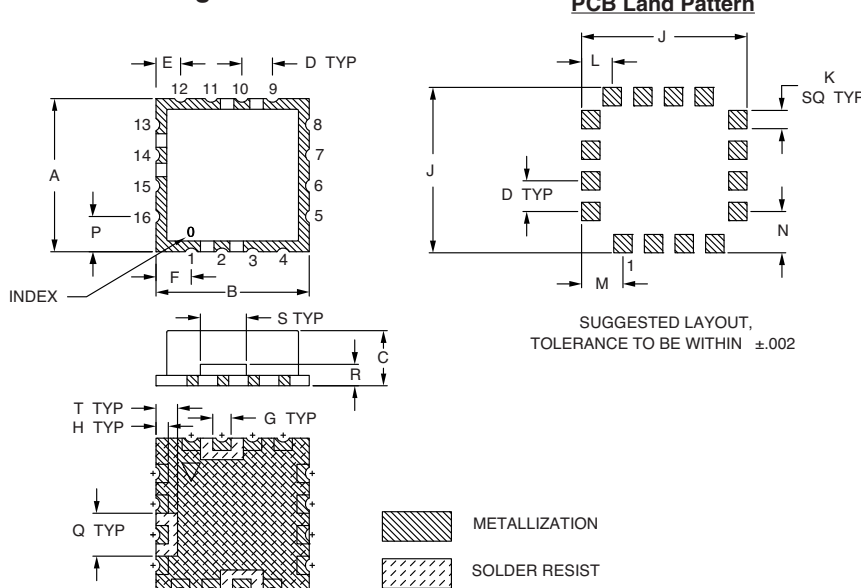 PCB Land Pattern
E
D TYP
12 11 10 9
13
14
15
16
8
7
6
5
A
P
0
1 2 3 4
F
B
INDEX
J
L
K
SQ TYP
J
D TYP
N
M
1
SUGGESTED LAYOUT,
TOLERANCE TO BE WITHIN ±.002
S TYP
C
R
T TYP
H TYP
G TYP
Q TYP
METALLIZATION
SOLDER RESIST